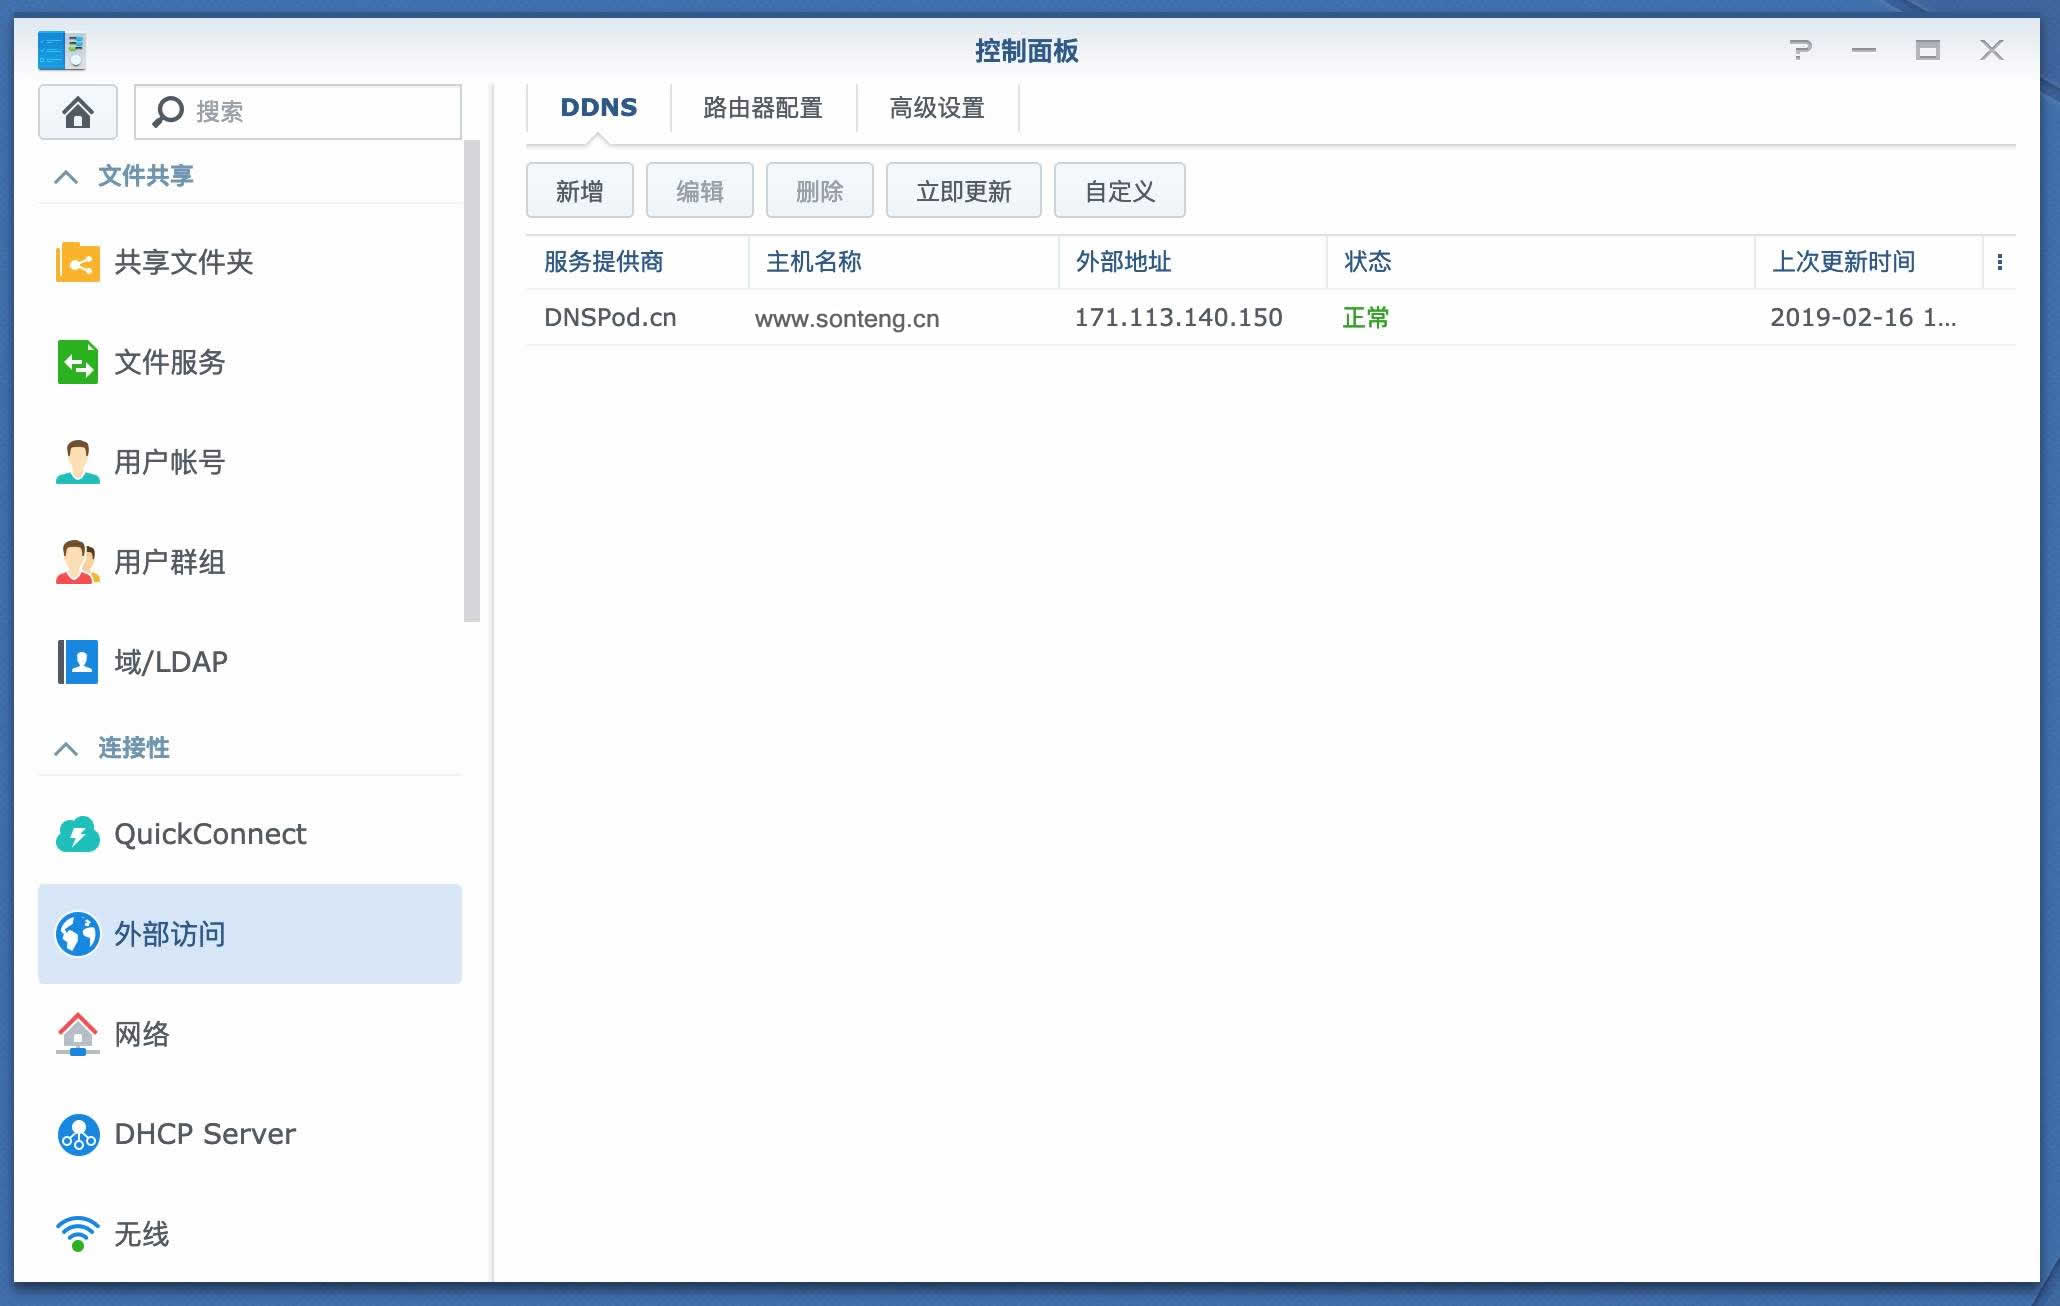 控制面板
搜索
文件共享
共享文件夹
文件服务
用户帐号
用户群组
域/LDAP
连接性
QuickConnect
外部访问
网络
DHCP Server
无线
DDNS 路由器配置 高级设置
新增 编辑 删除 立即更新 自定义
服务提供商 主机名称 外部地址 状态 上次更新时间
DNSPod.cn www.sonteng.cn 171.113.140.150 正常 2019-02-16 1...